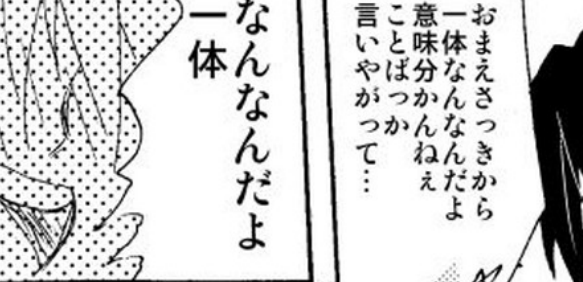 おまえさっきから
一体なんなんだよ
意味分かんねぇ
ことばっか
言いやがって…
なんなんだよ
一体